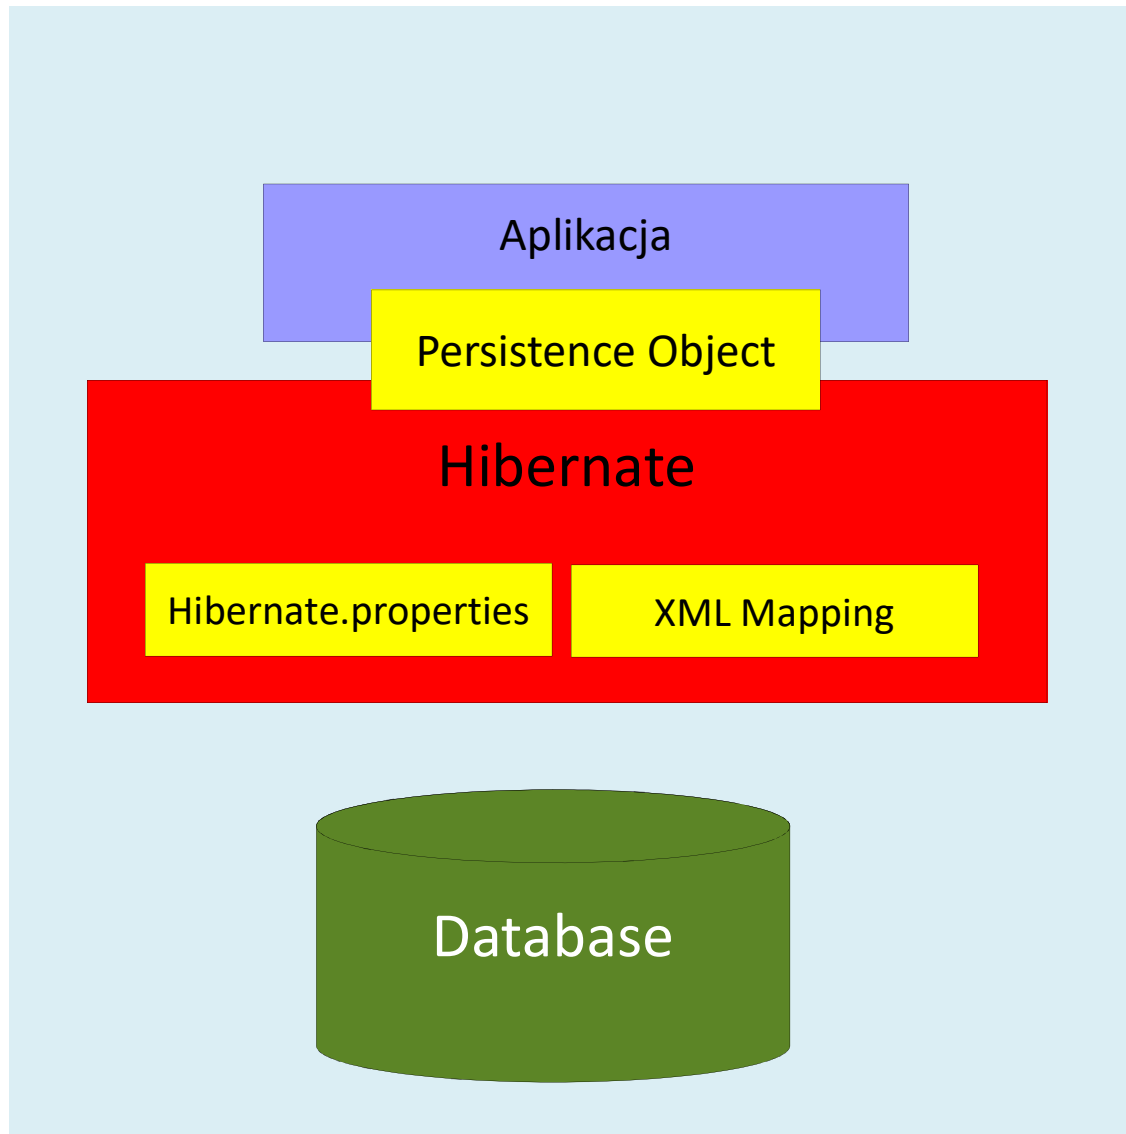 Aplikacja
Persistence Object
Hibernate
Hibernate.properties
XML Mapping
Database